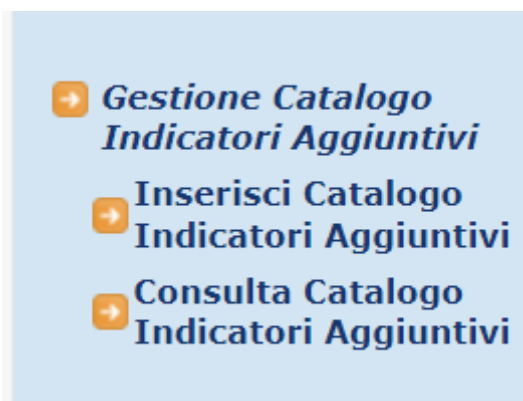 Gestione Catalogo
Indicatori Aggiuntivi
Inserisci Catalogo
Indicatori Aggiuntivi
Consulta Catalogo
Indicatori Aggiuntivi